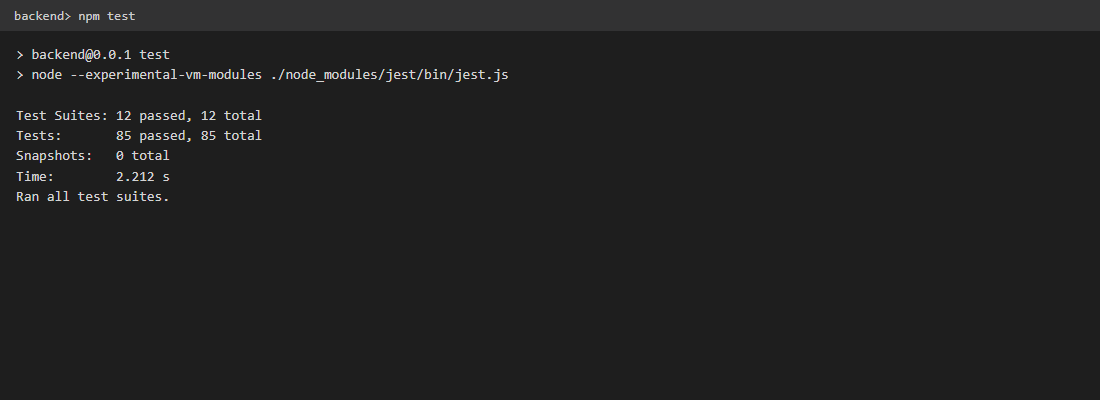 backend> npm test
> backend@0.0.1 test
> node --experimental-vm-modules ./node_modules/jest/bin/jest.js
Test Suites: 12 passed, 12 total
Tests:       85 passed, 85 total
Snapshots:   0 total
Time:        2.212 s
Ran all test suites.